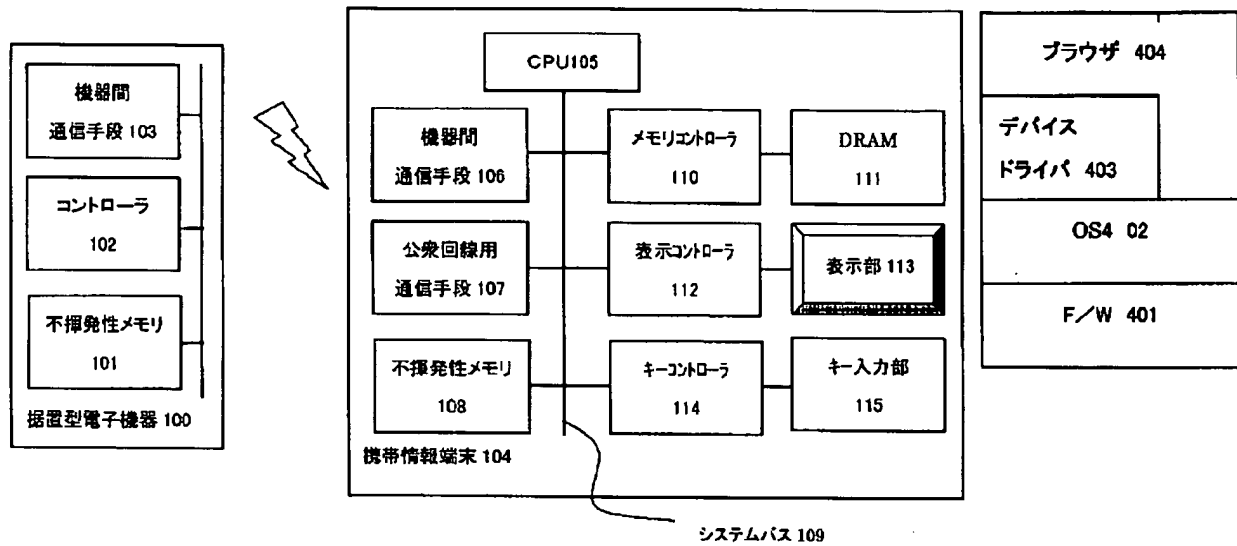 機器間
通信手段 103
コントローラ
102
不揮発性メモリ
101
据置型電子機器 100
CPU105
機器間
通信手段 106
メモリコントローラ
110
DRAM
111
公衆回線用
通信手段 107
表示コントローラ
112
表示部 113
不揮発性メモリ
108
キーコントローラ
114
キー入力部
115
携帯情報端末 104
システムバス 109
ブラウザ 404
デバイス
ドライバ 403
OS4 02
F／W 401